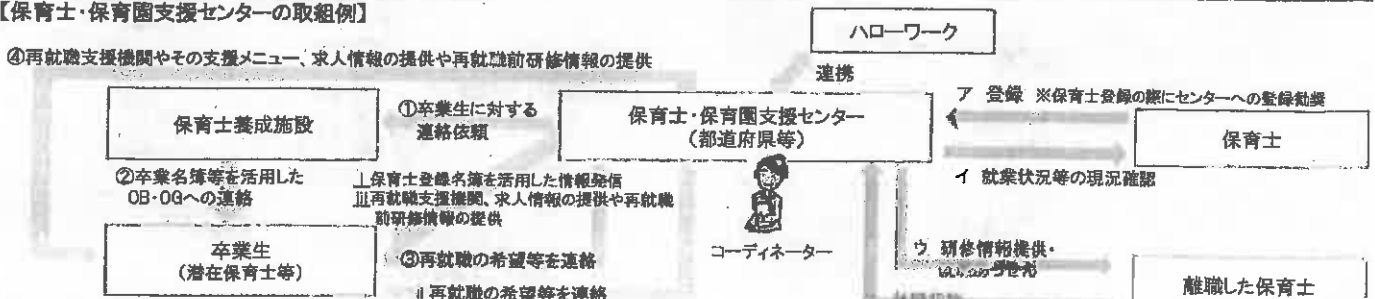 【保育士・保育園支援センターの取組例】
ハローワーク
④再就職支援機関やその支援メニュー、求人情報の提供や再就職前研修情報の提供
連携
保育士養成施設
①卒業生に対する
連絡依頼
保育士・保育園支援センター
(都道府県等)
ア 登録 ※保育士登録の際にセンターへの登録勧奨
保育士
イ 就業状況等の現況確認
②卒業名簿等を活用した
OB・OGへの連絡
i 保育士登録名簿を活用した情報発信
iii 再就職支援機関、求人情報の提供や再就職
前研修情報の提供
コーディネーター
卒業生
(潜在保育士等)
③再就職の希望等を連絡
ii 再就職の希望等を連絡
ウ 研修情報提供・
離職した保育士